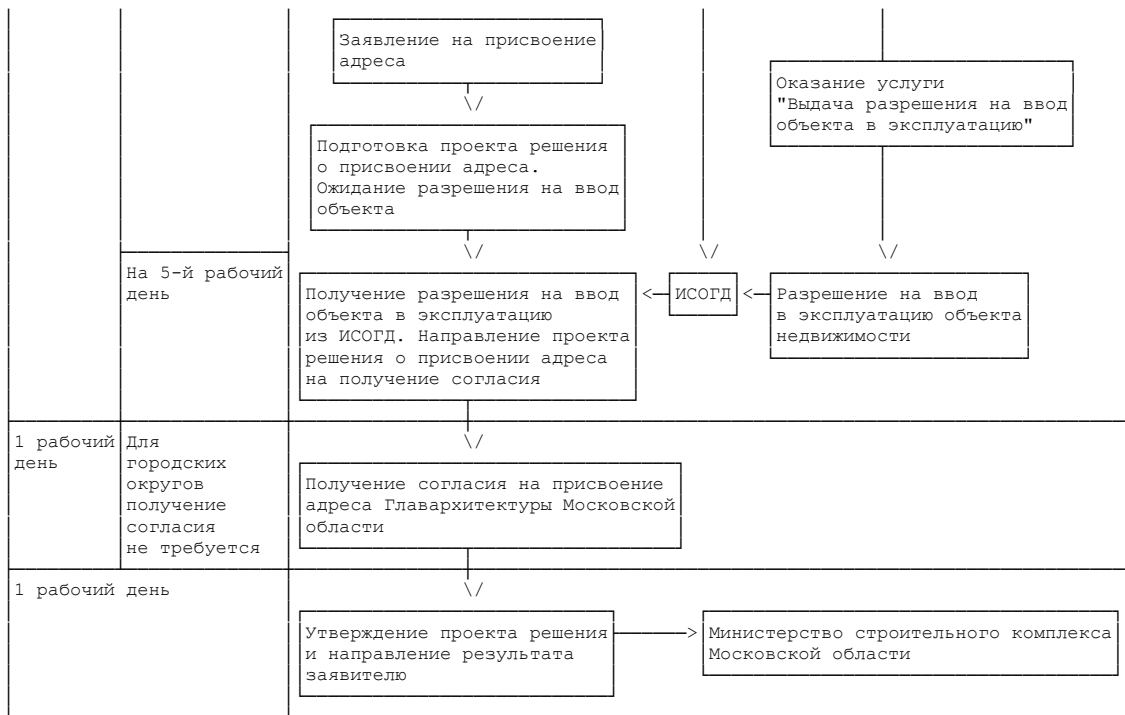 Заявление на присвоение
адреса
Оказание услуги
"Выдача разрешения на ввод
объекта в эксплуатацию"
Подготовка проекта решения
о присвоении адреса.
Ожидание разрешения на ввод
объекта
На 5-й рабочий
день
Получение разрешения на ввод
объекта в эксплуатацию
из ИСОГД. Направление проекта
решения о присвоении адреса
на получение согласия
ИСОГД
Разрешение на ввод
в эксплуатацию объекта
недвижимости
1 рабочий
день
Для
городских
округов
получение
согласия
не требуется
Получение согласия на присвоение
адреса Главархитектуры Московской
области
1 рабочий день
Утверждение проекта решения
и направление результата
заявителю
Министерство строительного комплекса
Московской области